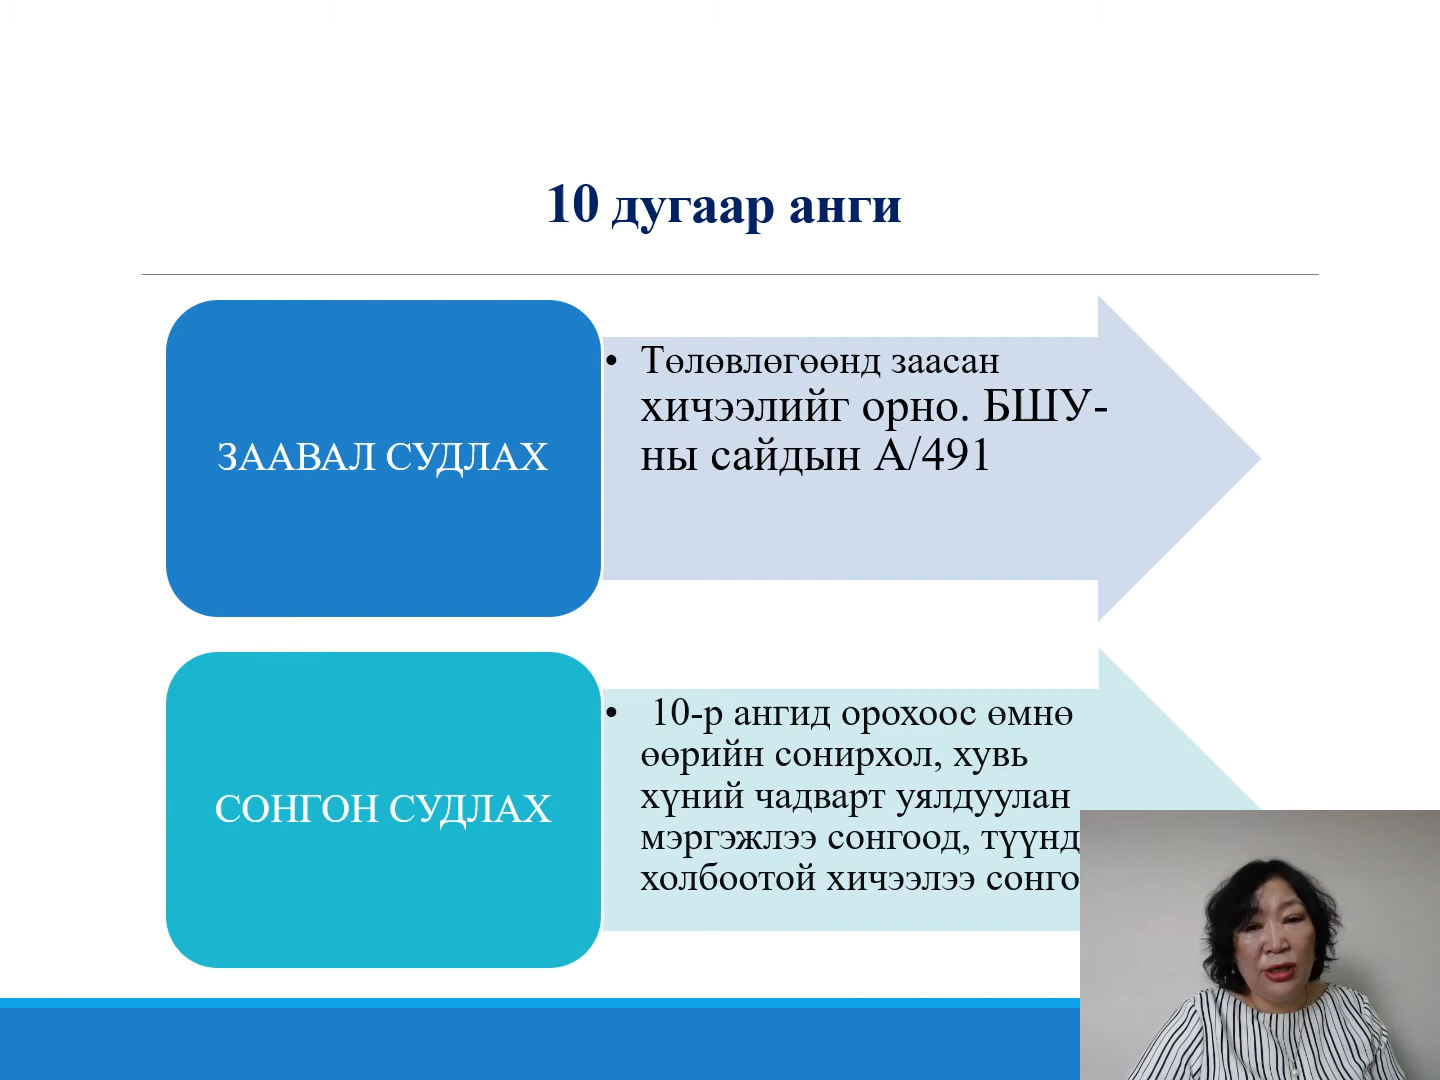 10 дугаар анги
ЗААВАЛ СУДЛАХ
• Төлөвлөгөөнд заасан
хичээлийг орно. БШУ-
ны сайдын А/491
СОНГОН СУДЛАХ
• 10-р ангид орохоос өмнө
өөрийн сонирхол, хувь
хүний чадварт уялдуулан
мэргэжлээ сонгоод, түүнд
холбоотой хичээлээ сонго